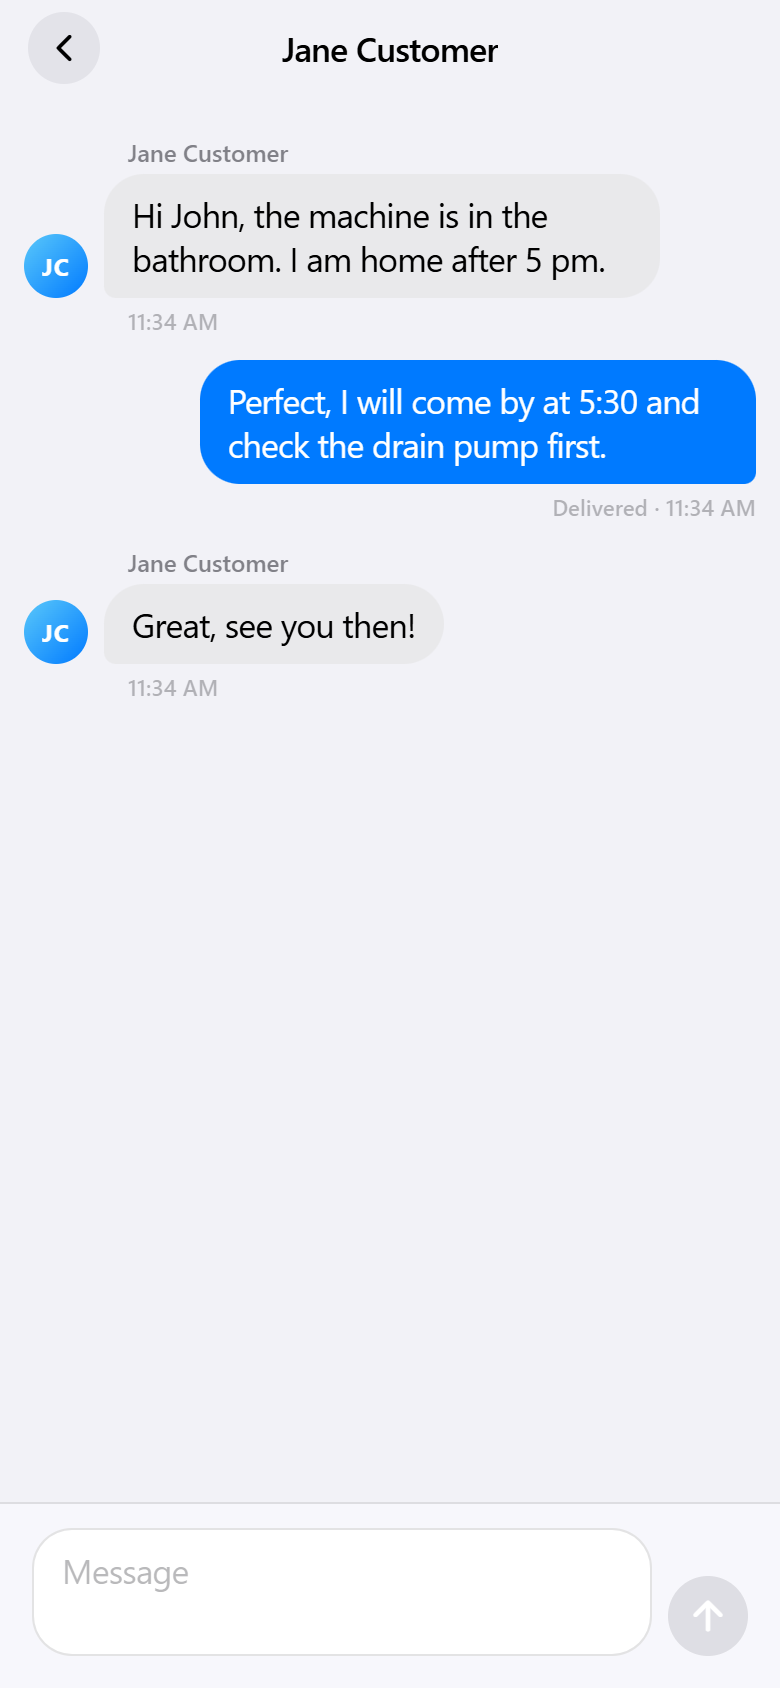 Jane Customer
Jane Customer
Hi John, the machine is in the
bathroom. I am home after 5 pm.
JC
11:34 AM
Perfect, I will come by at 5:30 and
check the drain pump first.
Delivered · 11:34 AM
Jane Customer
Great, see you then!
JC
11:34 AM
Message